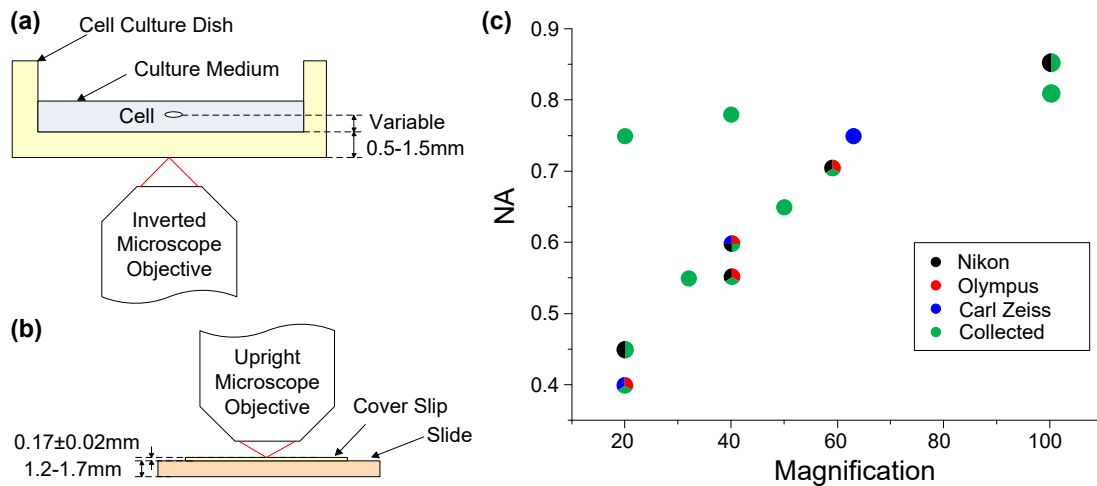 (a)
Cell Culture Dish
Culture Medium
Cell
Variable
0.5-1.5mm
Inverted
Microscope
Objective
(b)
Upright
Microscope
Objective
Cover Slip
Slide
0.17±0.02mm
1.2-1.7mm
(c)
0.9
0.8
0.7
0.6
0.5
0.4
NA
20
40
60
80
100
Magnification
Nikon
Olympus
Carl Zeiss
Collected